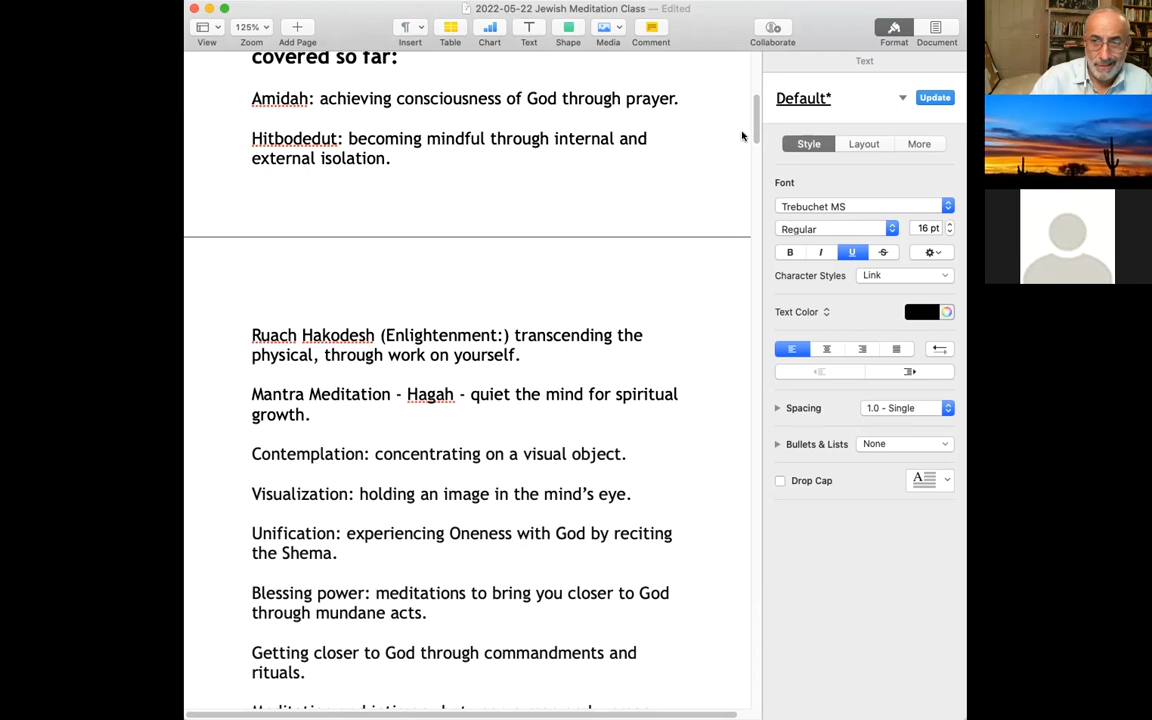 2022-05-22 Jewish Meditation Class — Edited
125%
View
Zoom
Add Page
Insert
Table
Chart
Text
Shape
Media
Comment
Collaborate
Format
Document
covered so far:
Amidah: achieving consciousness of God through prayer.
Hitbodedut: becoming mindful through internal and
external isolation.
Ruach Hakodesh (Enlightenment:) transcending the
physical, through work on yourself.
Mantra Meditation - Hagah - quiet the mind for spiritual
growth.
Contemplation: concentrating on a visual object.
Visualization: holding an image in the mind’s eye.
Unification: experiencing Oneness with God by reciting
the Shema.
Blessing power: meditations to bring you closer to God
through mundane acts.
Getting closer to God through commandments and
rituals.
Text
Default*
Update
Style
Layout
More
Font
Trebuchet MS
Regular
16 pt
B I U S
Character Styles
Link
Text Color
Spacing
1.0 - Single
Bullets & Lists
None
Drop Cap
A